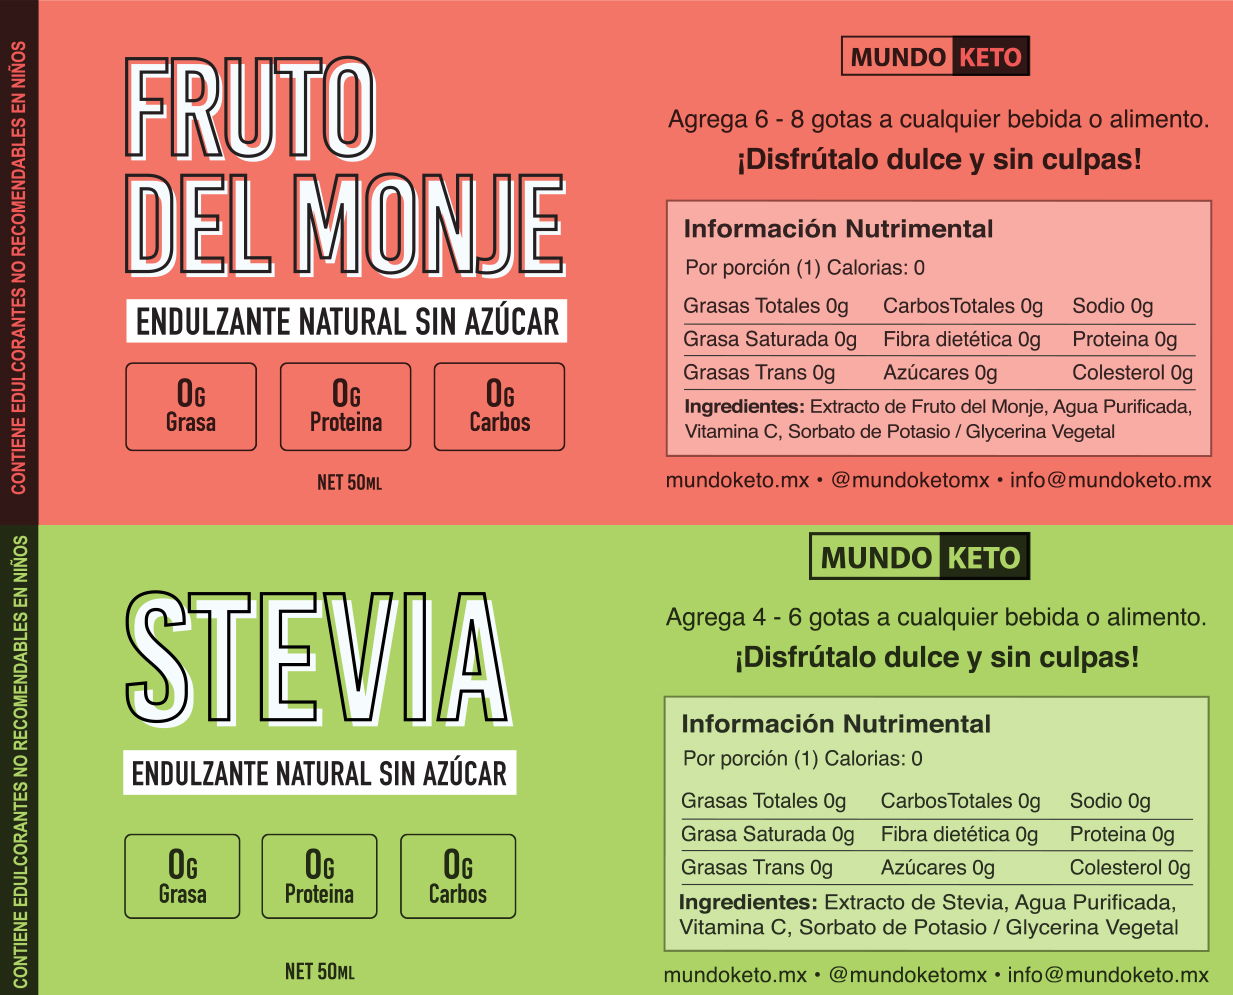 CONTIENE EDULCORANTES NO RECOMENDABLES EN NIÑOS
FRUTO
DEL MONJE
ENDULZANTE NATURAL SIN AZÚCAR
0G
Grasa
0G
Proteina
0G
Carbos
NET 50ML
MUNDO KETO
Agrega 6 - 8 gotas a cualquier bebida o alimento.
¡Disfrútalo dulce y sin culpas!
Información Nutrimental
Por porción (1) Calorias: 0
Grasas Totales 0g CarbosTotales 0g Sodio 0g
Grasa Saturada 0g Fibra dietética 0g Proteina 0g
Grasas Trans 0g Azúcares 0g Colesterol 0g
Ingredientes: Extracto de Fruto del Monje, Agua Purificada,
Vitamina C, Sorbato de Potasio / Glycerina Vegetal
mundoketo.mx • @mundoketomx • info@mundoketo.mx
CONTIENE EDULCORANTES NO RECOMENDABLES EN NIÑOS
STEVIA
ENDULZANTE NATURAL SIN AZÚCAR
0G
Grasa
0G
Proteina
0G
Carbos
NET 50ML
MUNDO KETO
Agrega 4 - 6 gotas a cualquier bebida o alimento.
¡Disfrútalo dulce y sin culpas!
Información Nutrimental
Por porción (1) Calorias: 0
Grasas Totales 0g CarbosTotales 0g Sodio 0g
Grasa Saturada 0g Fibra dietética 0g Proteina 0g
Grasas Trans 0g Azúcares 0g Colesterol 0g
Ingredientes: Extracto de Stevia, Agua Purificada,
Vitamina C, Sorbato de Potasio / Glycerina Vegetal
mundoketo.mx • @mundoketomx • info@mundoketo.mx